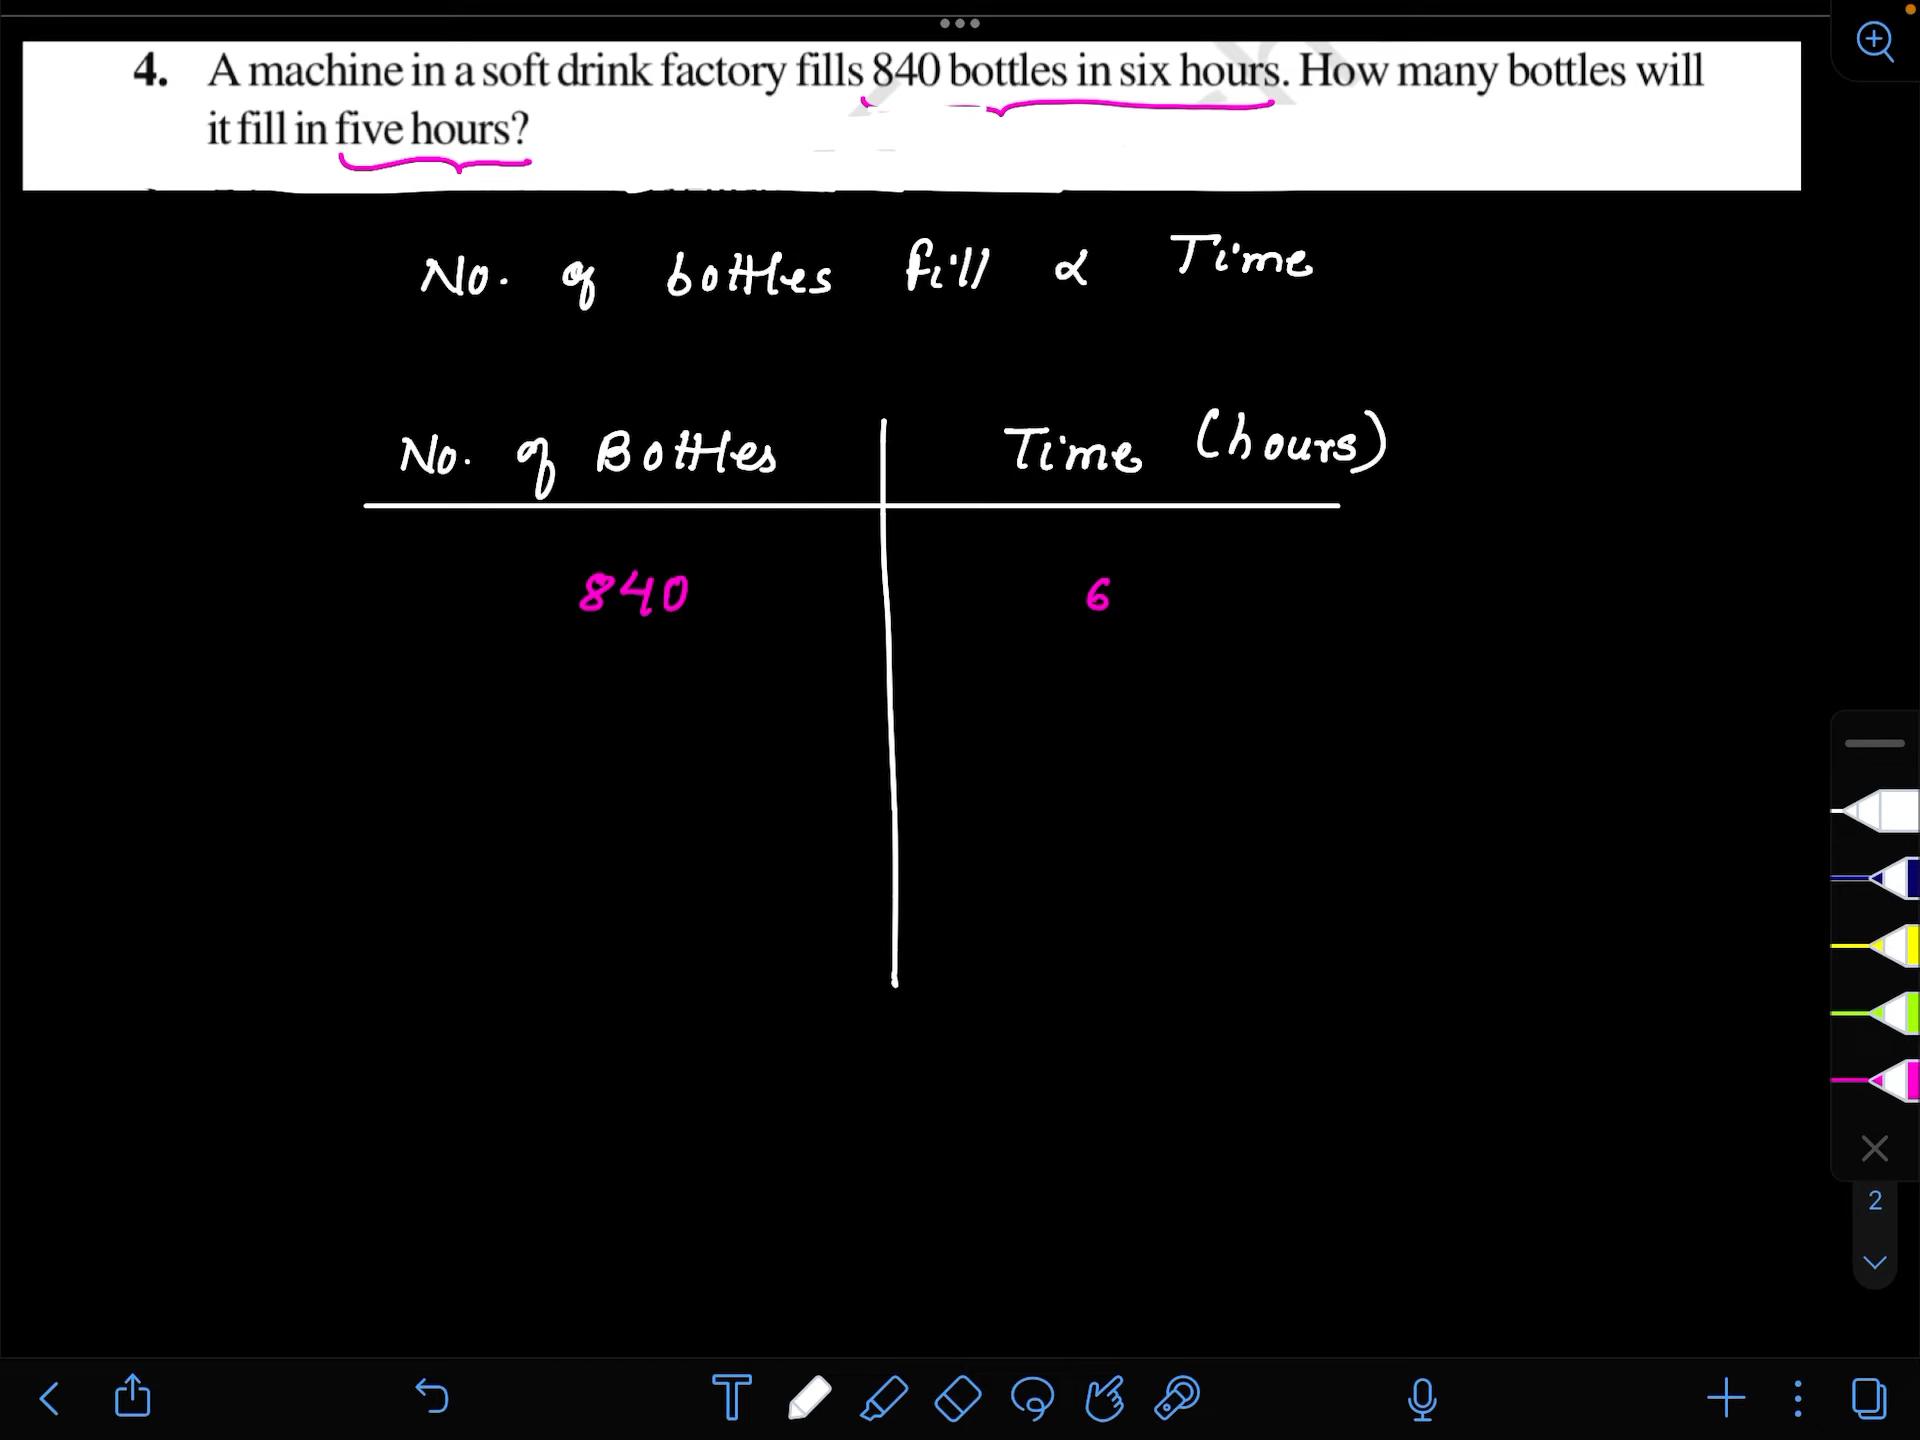 4. A machine in a soft drink factory fills 840 bottles in six hours. How many bottles will
it fill in five hours?
No. of bottles fill α Time
No. of Bottles Time (hours)
840 6
2